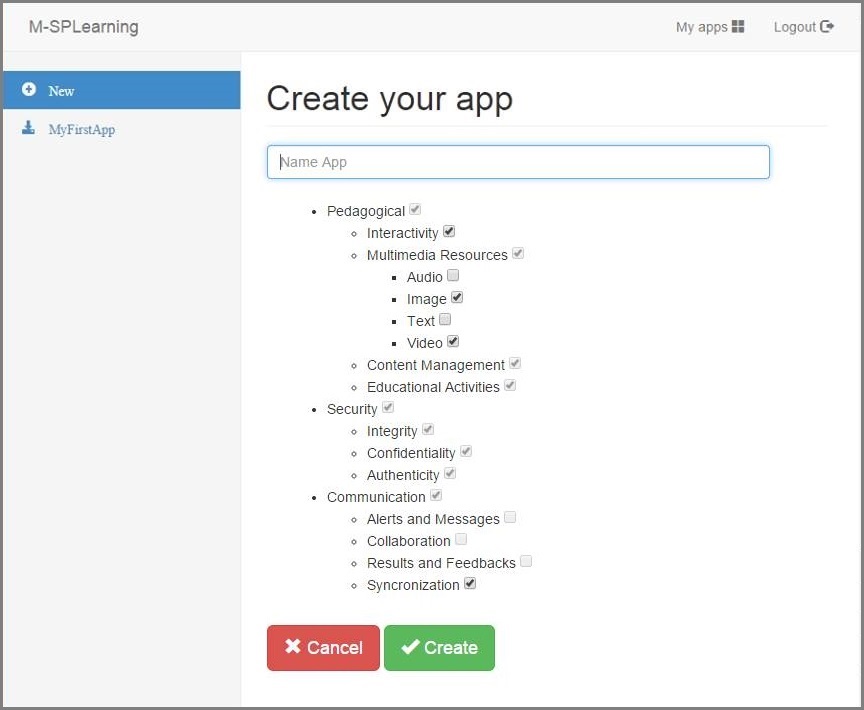 M-SPLearning
My apps
Logout
New
MyFirstApp
Create your app
Name App
Pedagogical
Interactivity
Multimedia Resources
Audio
Image
Text
Video
Content Management
Educational Activities
Security
Integrity
Confidentiality
Authenticity
Communication
Alerts and Messages
Collaboration
Results and Feedbacks
Syncronization
Cancel
Create